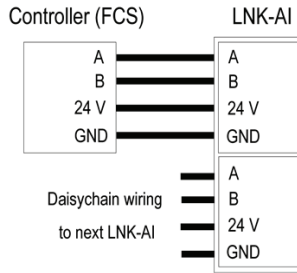 Controller (FCS) LNK-AI
A A
B B
24 V 24 V
GND GND
A
Daisychain wiring B
to next LNK-AI 24 V
GND